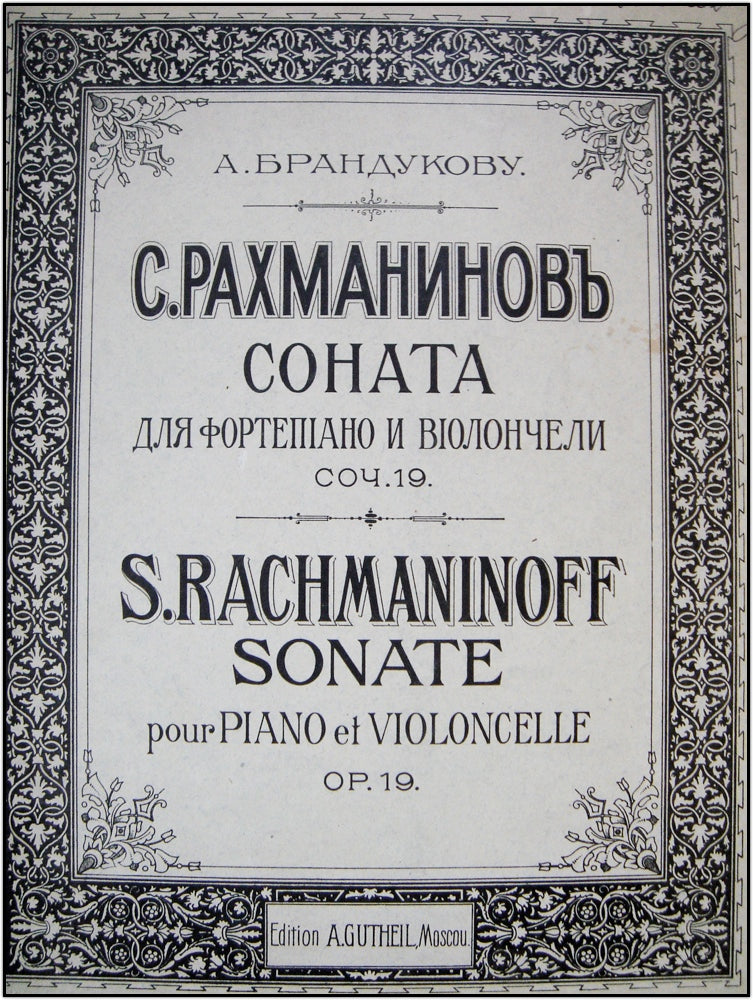 А.БРАНДУКОВУ.
С.РАХМАНИНОВЪ
СОНАТА
ДЛЯ ФОРТЕПІАНО И ВІОЛОНЧЕЛИ
СОЧ.19.
S.RACHMANINOFF
SONATE
pour PIANO et VIOLONCELLE
OP.19.
Edition A.GUTHEIL, Moscou.